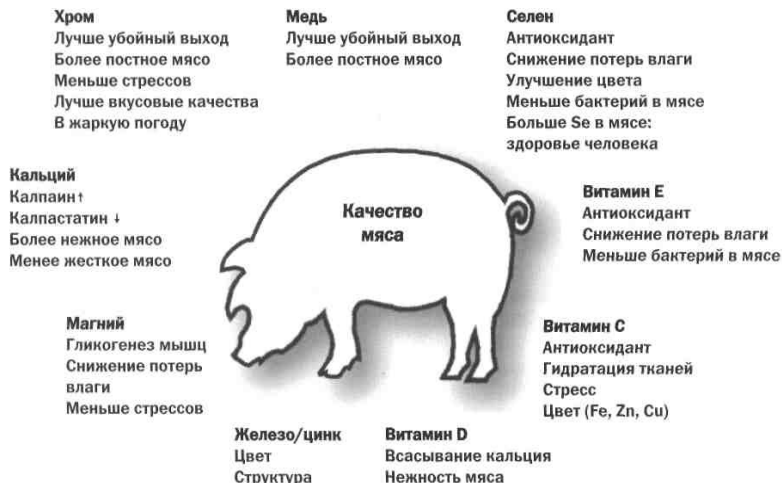 Хром
Лучше убойный выход
Более постное мясо
Меньше стрессов
Лучше вкусовые качества
В жаркую погоду
Медь
Лучше убойный выход
Более постное мясо
Селен
Антиоксидант
Снижение потерь влаги
Улучшение цвета
Меньше бактерий в мясе
Больше Se в мясе:
здоровье человека
Кальций
Калпаин↑
Калпастатин ↓
Более нежное мясо
Менее жесткое мясо
Качество
мяса
Витамин Е
Антиоксидант
Снижение потерь влаги
Меньше бактерий в мясе
Магний
Гликогенез мышц
Снижение потерь
влаги
Меньше стрессов
Витамин С
Антиоксидант
Гидратация тканей
Стресс
Цвет (Fe, Zn, Cu)
Железо/цинк
Цвет
Структура
Витамин D
Всасывание кальция
Нежность мяса